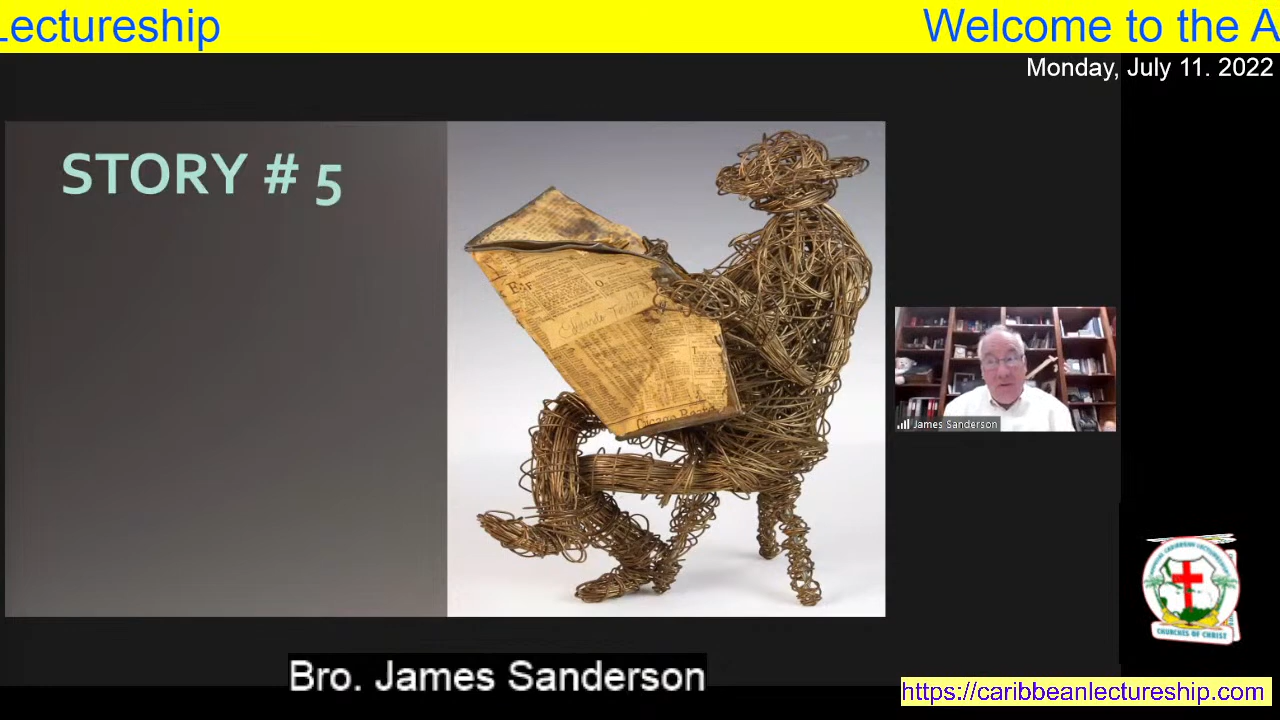 Lectureship Welcome to the A
Monday, July 11. 2022
STORY # 5
James Sanderson
CHURCHES OF CHRIST
Bro. James Sanderson
https://caribbeanlectureship.com